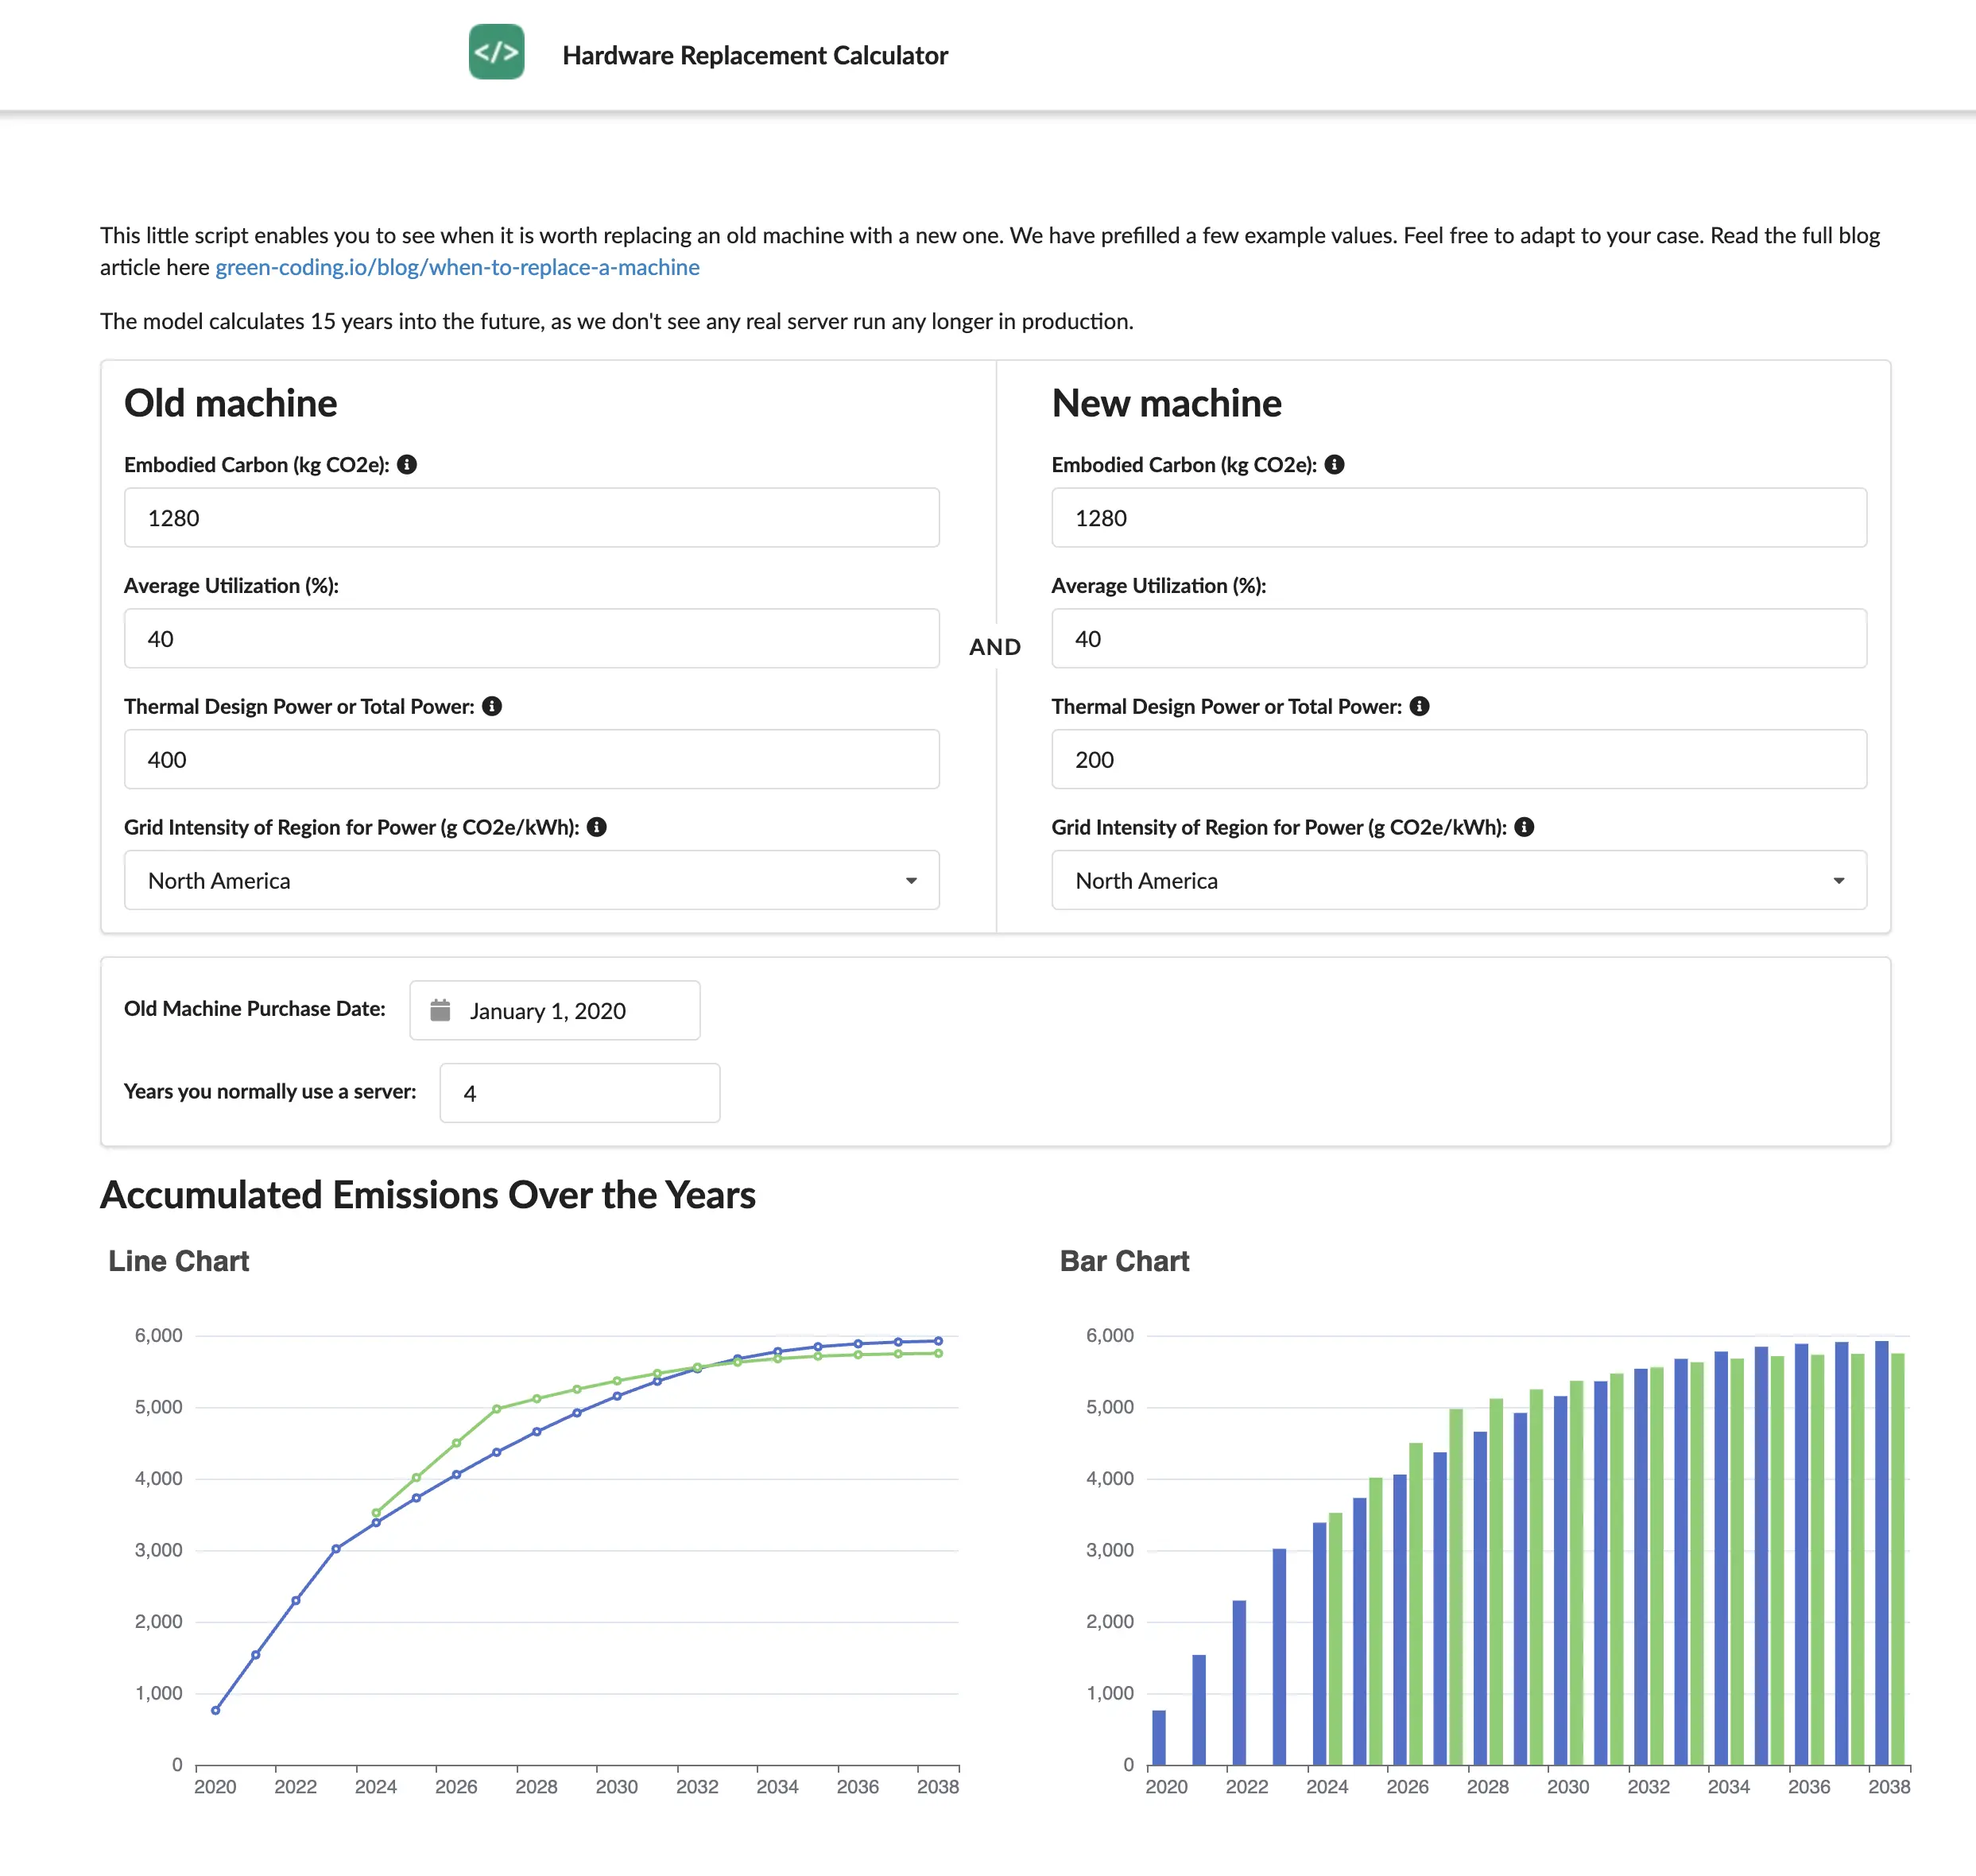 </>
Hardware Replacement Calculator
This little script enables you to see when it is worth replacing an old machine with a new one. We have prefilled a few example values. Feel free to adapt to your case. Read the full blog
article here green-coding.io/blog/when-to-replace-a-machine
The model calculates 15 years into the future, as we don't see any real server run any longer in production.
Old machine
Embodied Carbon (kg CO2e):
1280
Average Utilization (%):
40
Thermal Design Power or Total Power:
400
Grid Intensity of Region for Power (g CO2e/kWh):
North America
AND
New machine
Embodied Carbon (kg CO2e):
1280
Average Utilization (%):
40
Thermal Design Power or Total Power:
200
Grid Intensity of Region for Power (g CO2e/kWh):
North America
Old Machine Purchase Date: January 1, 2020
Years you normally use a server: 4
Accumulated Emissions Over the Years
Line Chart
6,000
5,000
4,000
3,000
2,000
1,000
0
2020 2022 2024 2026 2028 2030 2032 2034 2036 2038
Bar Chart
6,000
5,000
4,000
3,000
2,000
1,000
0
2020 2022 2024 2026 2028 2030 2032 2034 2036 2038